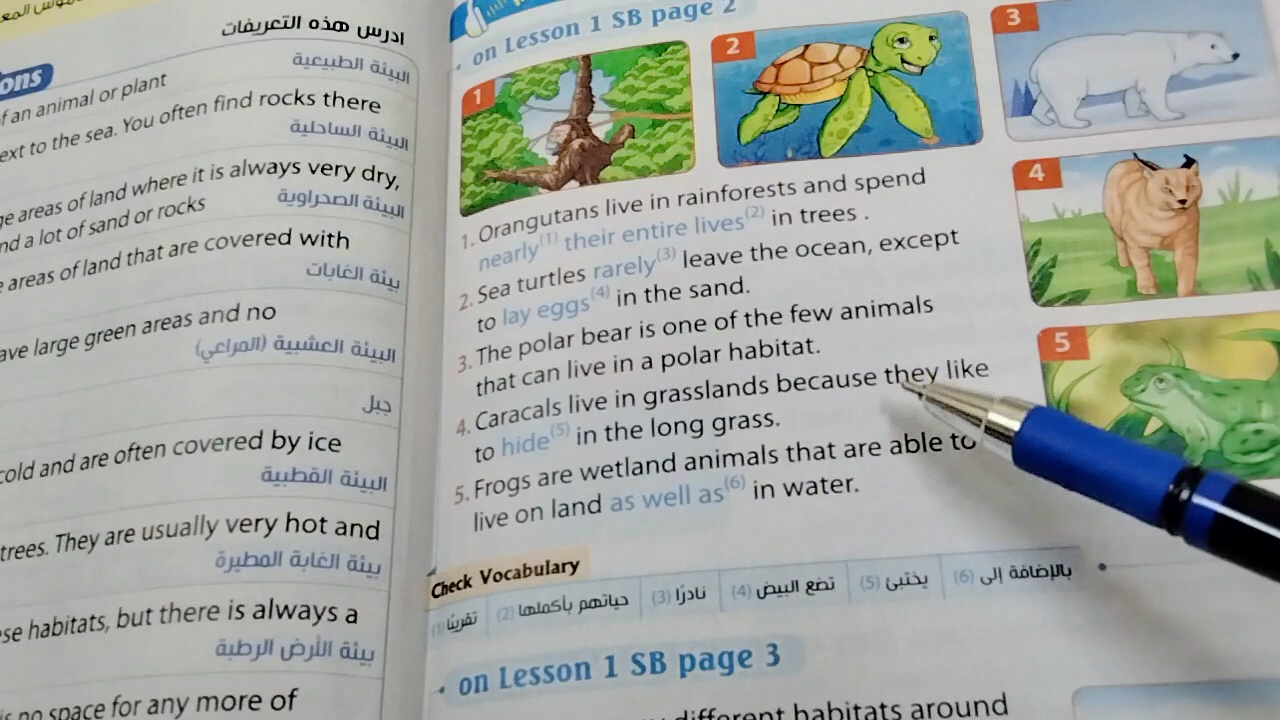 ادرس هذه التعريفات
ons
of an animal or plant
البيئة الطبيعية
next to the sea. You often find rocks there
البيئة الساحلية
areas of land where it is always very dry,
and a lot of sand or rocks
البيئة الصحراوية
areas of land that are covered with
بيئة الغابات
have large green areas and no
البيئة العشبية (المراعي)
جبل
cold and are often covered by ice
البيئة القطبية
trees. They are usually very hot and
بيئة الغابة المطيرة
habitats, but there is always a
بيئة الأرض الرطبة
is no space for any more of
on Lesson 1 SB page 2
1
2
3
4
5
1. Orangutans live in rainforests and spend
nearly(1) their entire lives(2) in trees .
2. Sea turtles rarely(3) leave the ocean, except
to lay eggs(4) in the sand.
3. The polar bear is one of the few animals
that can live in a polar habitat.
4. Caracals live in grasslands because they like
to hide(5) in the long grass.
5. Frogs are wetland animals that are able to
live on land as well as(6) in water.
Check Vocabulary
(1) تقريبًا (2) حياتهم بأكملها (3) نادرًا (4) تضع البيض (5) يختبئ (6) بالإضافة إلى
on Lesson 1 SB page 3
different habitats around